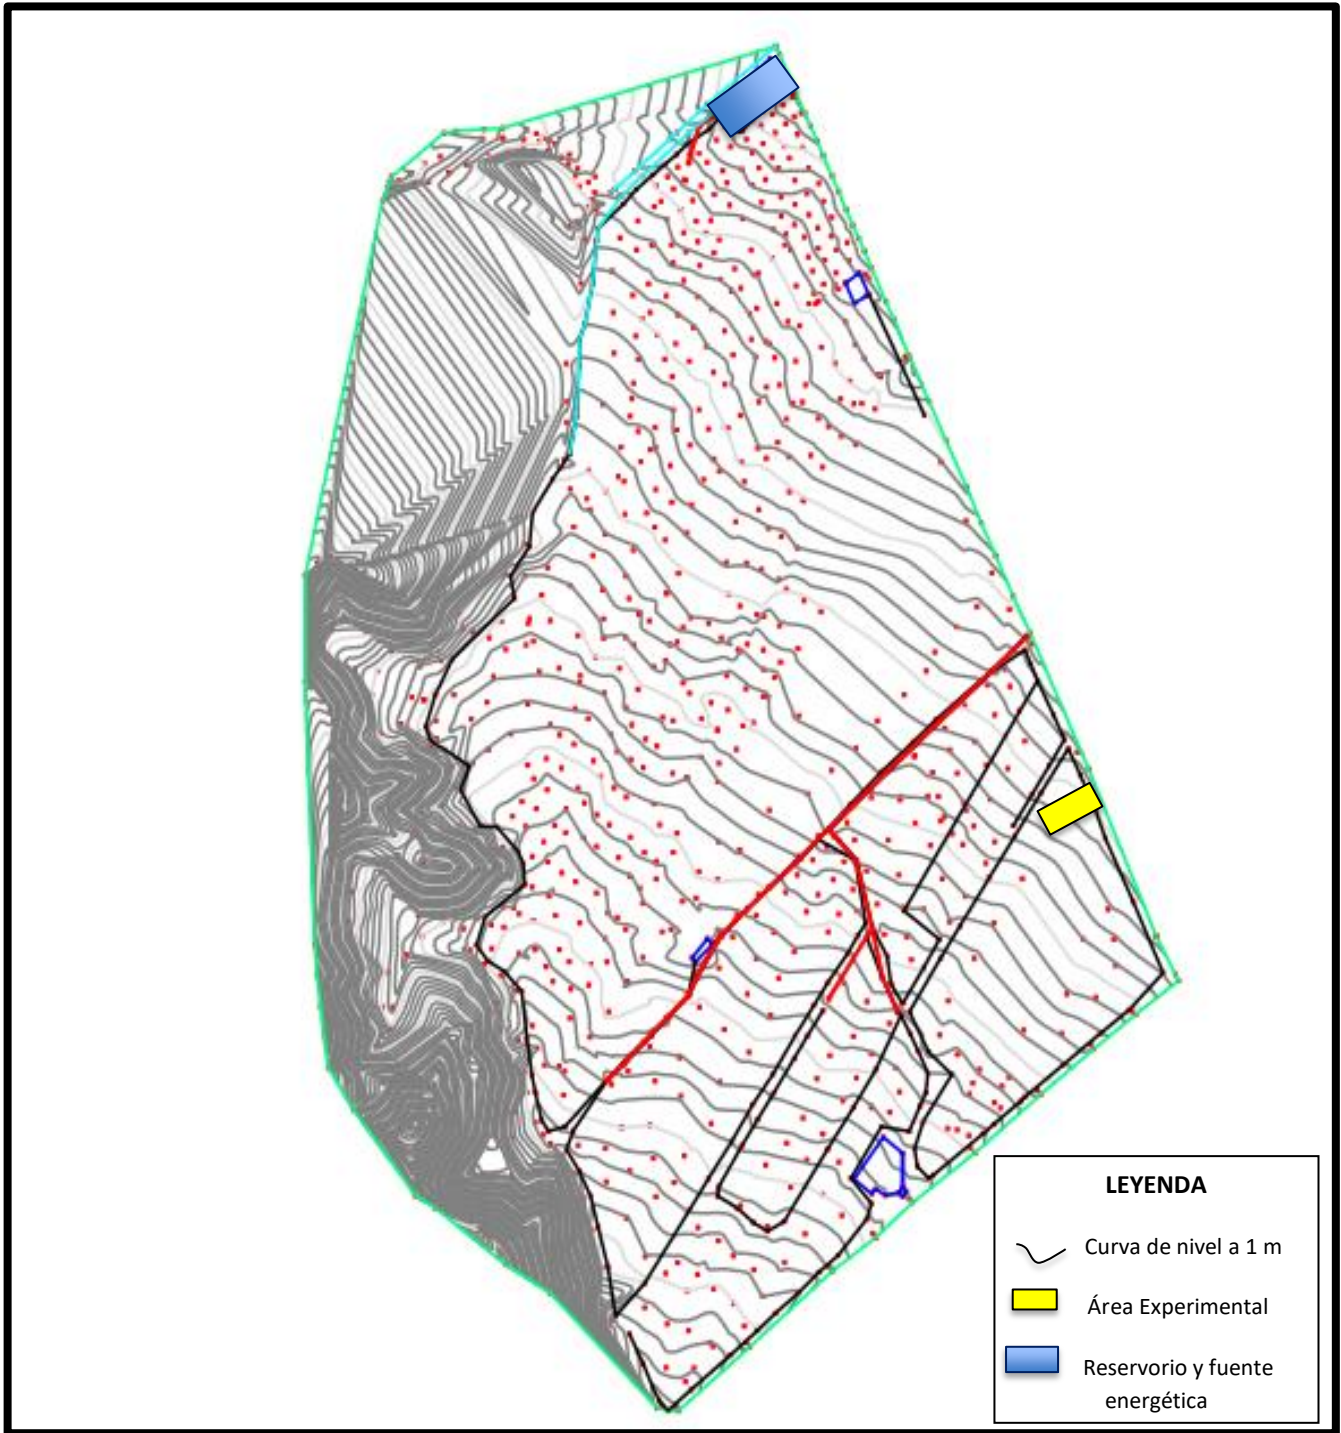 LEYENDA
Curva de nivel a 1 m
Área Experimental
Reservorio y fuente
energética